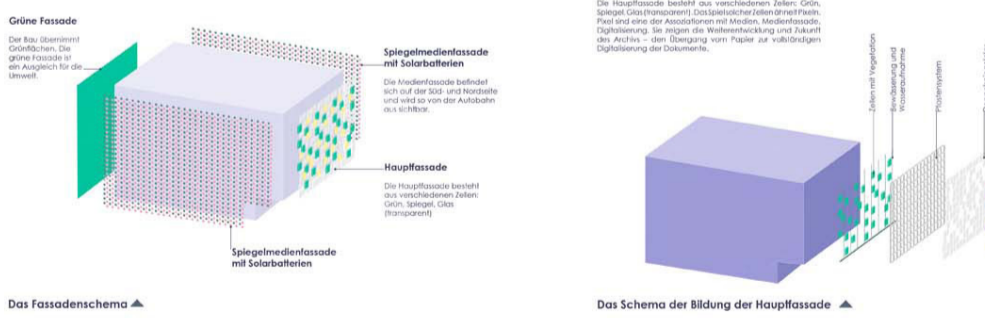 Grüne Fassade
Der Bau übernimmt
Grünflächen. Die
grüne Fassade ist
ein Ausgleich für die
Umwelt.
Spiegelmedienfassade
mit Solarbatterien
Die Medienfassade befindet
sich auf der Süd- und Nordseite
und wird so von der Autobahn
aus sichtbar.
Hauptfassade
Die Hauptfassade besteht
aus verschiedenen Zellen:
Grün, Spiegel, Glas
(transparent)
Spiegelmedienfassade
mit Solarbatterien
Das Fassadenschema
Die Hauptfassade besteht aus verschiedenen Zellen: Grün,
Spiegel, Glas (transparent). Das Spiel solcher Zellen ähnelt Pixeln.
Pixel sind eine der Assoziationen mit Medien, Medienfassade,
Digitalisierung. Sie zeigen die Weiterentwicklung und Zukunft
des Archivs – den Übergang vom Papier zur vollständigen
Digitalisierung der Dokumente.
Zellen mit Vegetation
Bewässerung und
Wasseraufnahme
Pfostensystem
Das Schema der Bildung der Hauptfassade